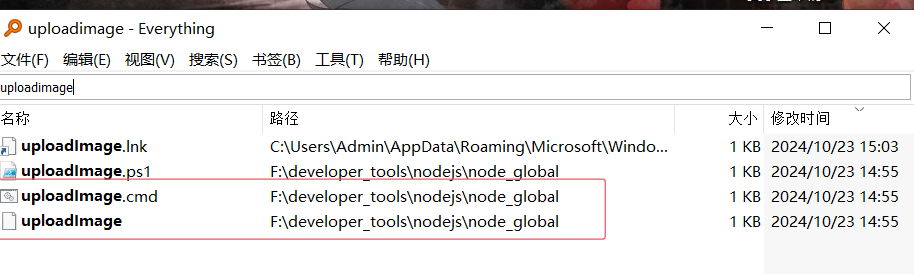 uploadimage - Everything
文件(F) 编辑(E) 视图(V) 搜索(S) 书签(B) 工具(T) 帮助(H)
uploadimage
名称 路径 大小 修改时间
uploadImage.lnk C:\Users\Admin\AppData\Roaming\Microsoft\Windo... 1 KB 2024/10/23 15:03
uploadImage.ps1 F:\developer_tools\nodejs\node_global 1 KB 2024/10/23 14:55
uploadImage.cmd F:\developer_tools\nodejs\node_global 1 KB 2024/10/23 14:55
uploadImage F:\developer_tools\nodejs\node_global 1 KB 2024/10/23 14:55